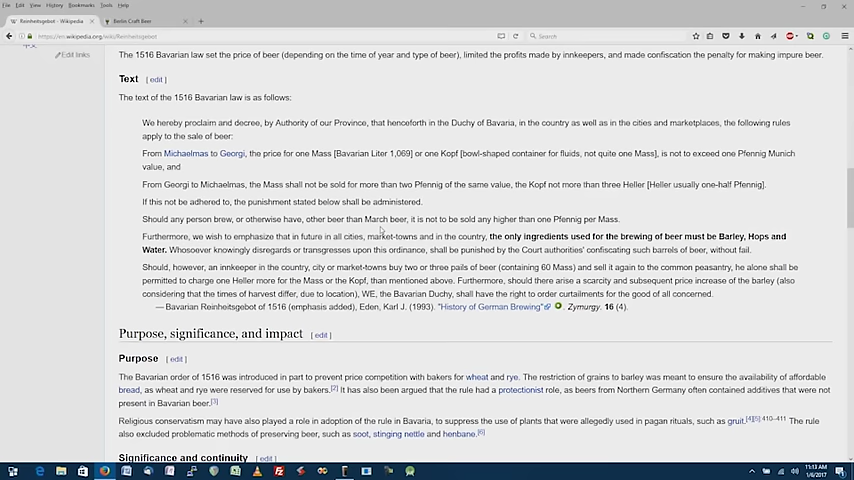 File Edit View History Bookmarks Tools Help
Reinheitsgebot - Wikipedia
Berlin Craft Beer
https://en.wikipedia.org/wiki/Reinheitsgebot
Search
Edit links
The 1516 Bavarian law set the price of beer (depending on the time of year and type of beer), limited the profits made by innkeepers, and made confiscation the penalty for making impure beer.
Text [ edit ]
The text of the 1516 Bavarian law is as follows:
We hereby proclaim and decree, by Authority of our Province, that henceforth in the Duchy of Bavaria, in the country as well as in the cities and marketplaces, the following rules
apply to the sale of beer:
From Michaelmas to Georgi, the price for one Mass [Bavarian Liter 1,069] or one Kopf [bowl-shaped container for fluids, not quite one Mass], is not to exceed one Pfennig Munich
value, and
From Georgi to Michaelmas, the Mass shall not be sold for more than two Pfennig of the same value, the Kopf not more than three Heller [Heller usually one-half Pfennig].
If this not be adhered to, the punishment stated below shall be administered.
Should any person brew, or otherwise have, other beer than March beer, it is not to be sold any higher than one Pfennig per Mass.
Furthermore, we wish to emphasize that in future in all cities, market-towns and in the country, the only ingredients used for the brewing of beer must be Barley, Hops and
Water. Whosoever knowingly disregards or transgresses upon this ordinance, shall be punished by the Court authorities' confiscating such barrels of beer, without fail.
Should, however, an innkeeper in the country, city or market-towns buy two or three pails of beer (containing 60 Mass) and sell it again to the common peasantry, he alone shall be
permitted to charge one Heller more for the Mass or the Kopf, than mentioned above. Furthermore, should there arise a scarcity and subsequent price increase of the barley (also
considering that the times of harvest differ, due to location), WE, the Bavarian Duchy, shall have the right to order curtailments for the good of all concerned.
— Bavarian Reinheitsgebot of 1516 (emphasis added), Eden, Karl J. (1993). "History of German Brewing". Zymurgy. 16 (4).
Purpose, significance, and impact [ edit ]
Purpose [ edit ]
The Bavarian order of 1516 was introduced in part to prevent price competition with bakers for wheat and rye. The restriction of grains to barley was meant to ensure the availability of affordable
bread, as wheat and rye were reserved for use by bakers.[2] It has also been argued that the rule had a protectionist role, as beers from Northern Germany often contained additives that were not
present in Bavarian beer.[3]
Religious conservatism may have also played a role in adoption of the rule in Bavaria, to suppress the use of plants that were allegedly used in pagan rituals, such as gruit.[4][5]:410–411 The rule
also excluded problematic methods of preserving beer, such as soot, stinging nettle and henbane.[6]
Significance and continuity [ edit ]
11:13 AM
1/6/2017